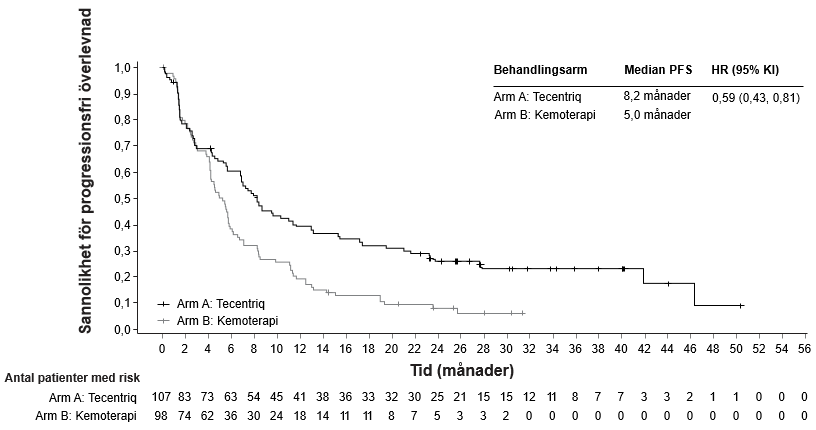 Sannolikhet för progressionsfri överlevnad
1,0
0,9
0,8
0,7
0,6
0,5
0,4
0,3
0,2
0,1
0,0
Behandlingsarm Median PFS HR (95% KI)
Arm A: Tecentriq 8,2 månader 0,59 (0,43, 0,81)
Arm B: Kemoterapi 5,0 månader
Arm A: Tecentriq
Arm B: Kemoterapi
0 2 4 6 8 10 12 14 16 18 20 22 24 26 28 30 32 34 36 38 40 42 44 46 48 50 52 54 56
Tid (månader)
Antal patienter med risk
Arm A: Tecentriq 107 83 73 63 54 45 41 38 36 33 32 30 25 21 15 15 12 11 8 7 7 3 3 2 1 1 0 0 0
Arm B: Kemoterapi 98 74 62 36 30 24 18 14 11 11 8 7 5 3 3 2 0 0 0 0 0 0 0 0 0 0 0 0 0